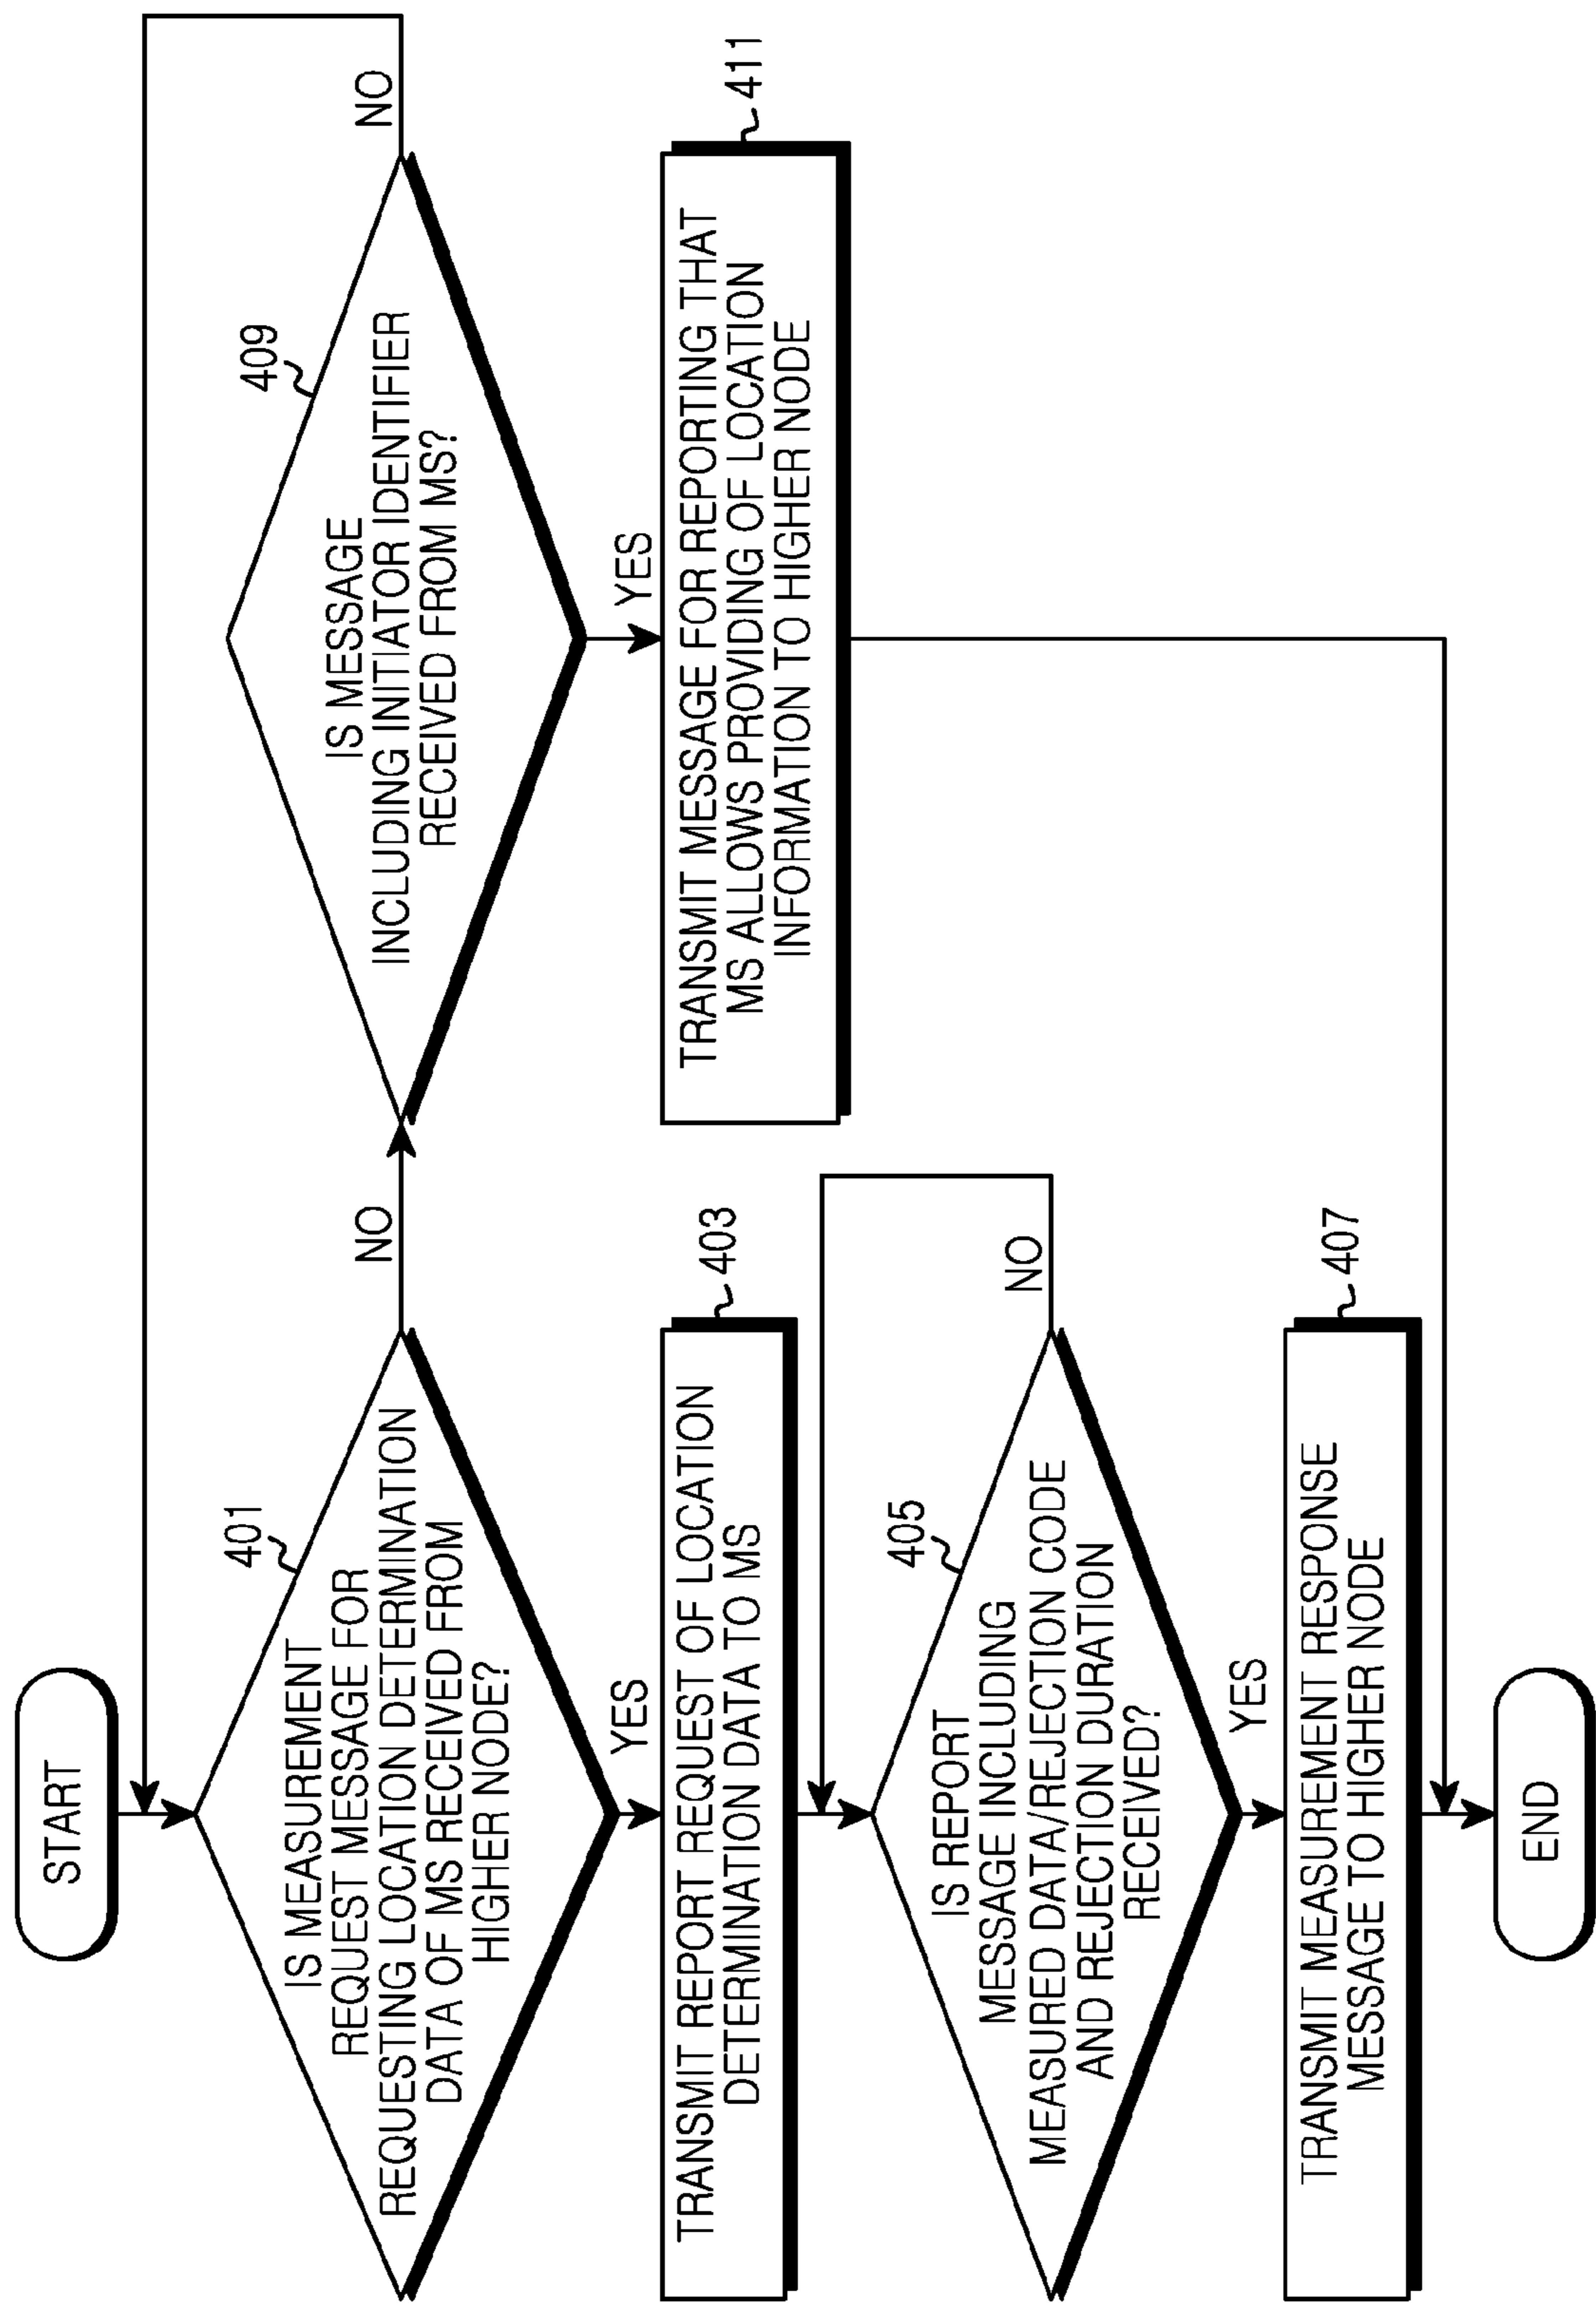 START
401
IS MEASUREMENT
REQUEST MESSAGE FOR
REQUESTING LOCATION DETERMINATION
DATA OF MS RECEIVED FROM
HIGHER NODE?
NO
YES
403
TRANSMIT REPORT REQUEST OF LOCATION
DETERMINATION DATA TO MS
405
IS REPORT
MESSAGE INCLUDING
MEASURED DATA/REJECTION CODE
AND REJECTION DURATION
RECEIVED?
NO
YES
407
TRANSMIT MEASUREMENT RESPONSE
MESSAGE TO HIGHER NODE
END
409
IS MESSAGE
INCLUDING INITIATOR IDENTIFIER
RECEIVED FROM MS?
NO
YES
411
TRANSMIT MESSAGE FOR REPORTING THAT
MS ALLOWS PROVIDING OF LOCATION
INFORMATION TO HIGHER NODE